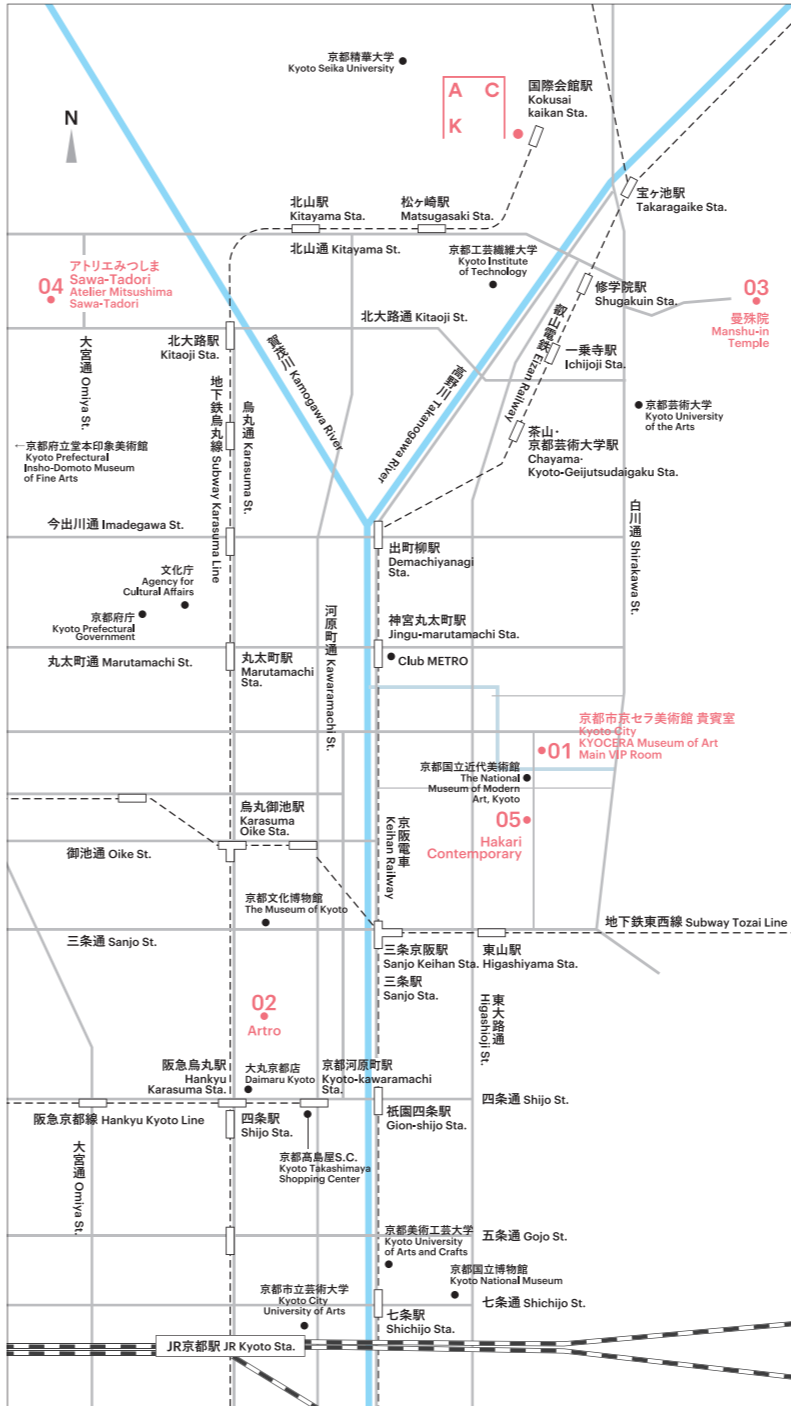 京都精華大学
Kyoto Seika University
A C
K
国際会館駅
Kokusai
kaikan Sta.
N
宝ヶ池駅
Takaragaike Sta.
北山駅
Kitayama Sta.
松ヶ崎駅
Matsugasaki Sta.
北山通 Kitayama St.
京都工芸繊維大学
Kyoto Institute
of Technology
04
アトリエみつしま
Sawa-Tadori
Atelier Mitsushima
Sawa-Tadori
修学院駅
Shugakuin Sta.
03
曼殊院
Manshu-in
Temple
北大路通 Kitaoji St.
北大路駅
Kitaoji Sta.
大宮通 Omiya St.
賀茂川 Kamogawa River
高野川 Takanogawa River
叡山電鉄 Eizan Railway
一乗寺駅
Ichijoji Sta.
地下鉄烏丸線 Subway Karasuma Line
烏丸通 Karasuma St.
京都芸術大学
Kyoto University
of the Arts
茶山・
京都芸術大学駅
Chayama·
Kyoto-Geijutsudaigaku Sta.
←京都府立堂本印象美術館
Kyoto Prefectural
Insho-Domoto Museum
of Fine Arts
白川通 Shirakawa St.
今出川通 Imadegawa St.
出町柳駅
Demachiyanagi
Sta.
文化庁
Agency for
Cultural Affairs
京都府庁
Kyoto Prefectural
Government
河原町通 Kawaramachi St.
神宮丸太町駅
Jingu-marutamachi Sta.
丸太町通 Marutamachi St.
丸太町駅
Marutamachi
Sta.
Club METRO
京都市京セラ美術館 貴賓室
Kyoto City
KYOCERA Museum of Art
Main VIP Room
01
京都国立近代美術館
The National
Museum of Modern
Art, Kyoto
烏丸御池駅
Karasuma
Oike Sta.
京阪電車
Keihan Railway
05
Hakari
Contemporary
御池通 Oike St.
京都文化博物館
The Museum of Kyoto
地下鉄東西線 Subway Tozai Line
三条通 Sanjo St.
三条京阪駅
Sanjo Keihan Sta.
東山駅
Higashiyama Sta.
三条駅
Sanjo Sta.
東大路通
Higashioji St.
02
Artro
阪急烏丸駅
Hankyu
Karasuma Sta.
大丸京都店
Daimaru Kyoto
京都河原町駅
Kyoto-kawaramachi
Sta.
四条通 Shijo St.
阪急京都線 Hankyu Kyoto Line
四条駅
Shijo Sta.
祇園四条駅
Gion-shijo Sta.
大宮通 Omiya St.
京都髙島屋S.C.
Kyoto Takashimaya
Shopping Center
京都美術工芸大学
Kyoto University
of Arts and Crafts
五条通 Gojo St.
京都国立博物館
Kyoto National Museum
京都市立芸術大学
Kyoto City
University of Arts
七条駅
Shichijo Sta.
七条通 Shichijo St.
JR京都駅 JR Kyoto Sta.